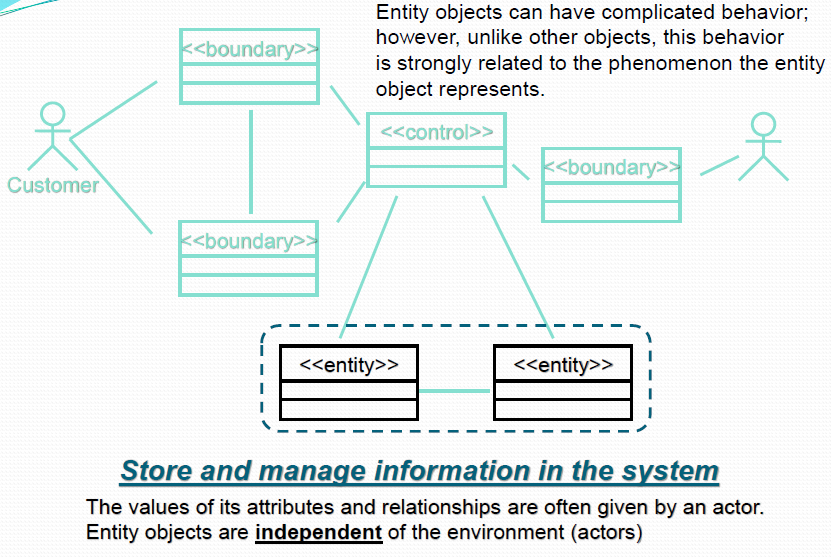 Entity objects can have complicated behavior;
however, unlike other objects, this behavior
is strongly related to the phenomenon the entity
object represents.
<<boundary>>
<<control>>
<<boundary>>
Customer
<<boundary>>
<<entity>>
<<entity>>
Store and manage information in the system
The values of its attributes and relationships are often given by an actor.
Entity objects are independent of the environment (actors)